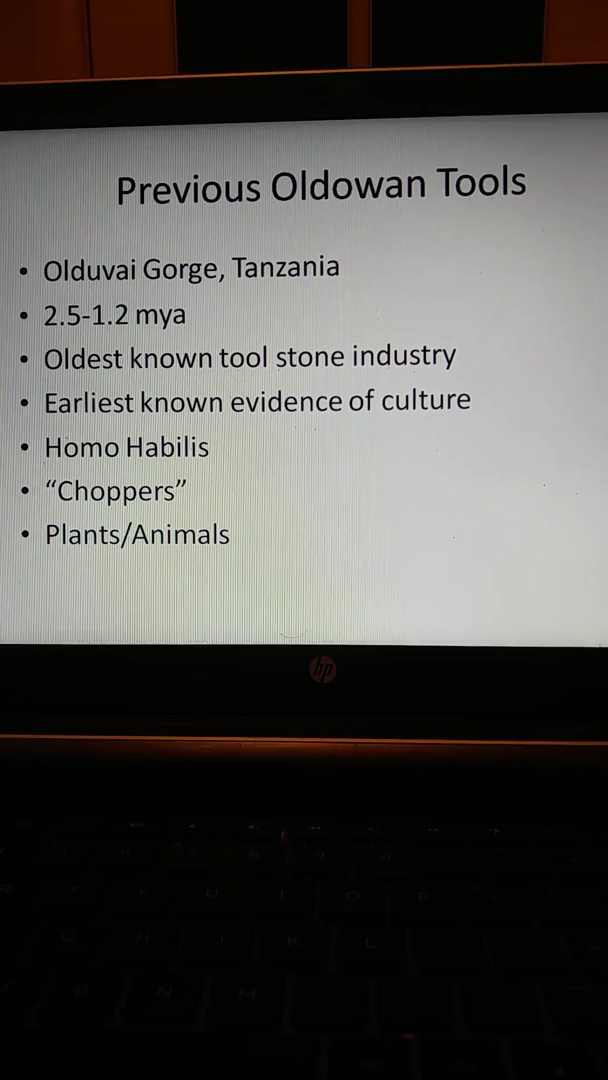 Previous Oldowan Tools
• Olduvai Gorge, Tanzania
• 2.5-1.2 mya
• Oldest known tool stone industry
• Earliest known evidence of culture
• Homo Habilis
• “Choppers”
• Plants/Animals
hp
Y U I O P
H J K L
B N M